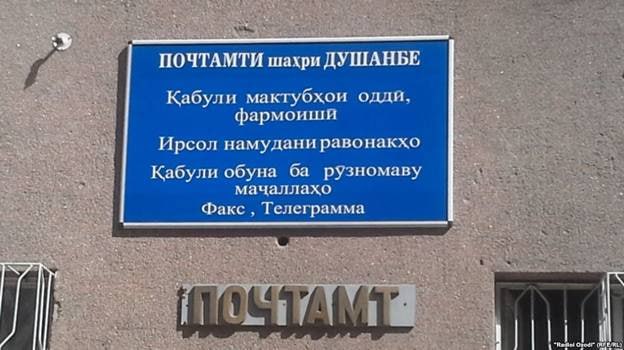 ПОЧТАМТИ шаҳри ДУШАНБЕ
Қабули мактубҳои оддӣ,
фармоишӣ
Ирсол намудани равонакҳо
Қабули обуна ба рӯзномаву
маҷаллаҳо
Факс , Телеграмма
ПОЧТАМТ
"Radioi Ozodi" (RFE/RL)